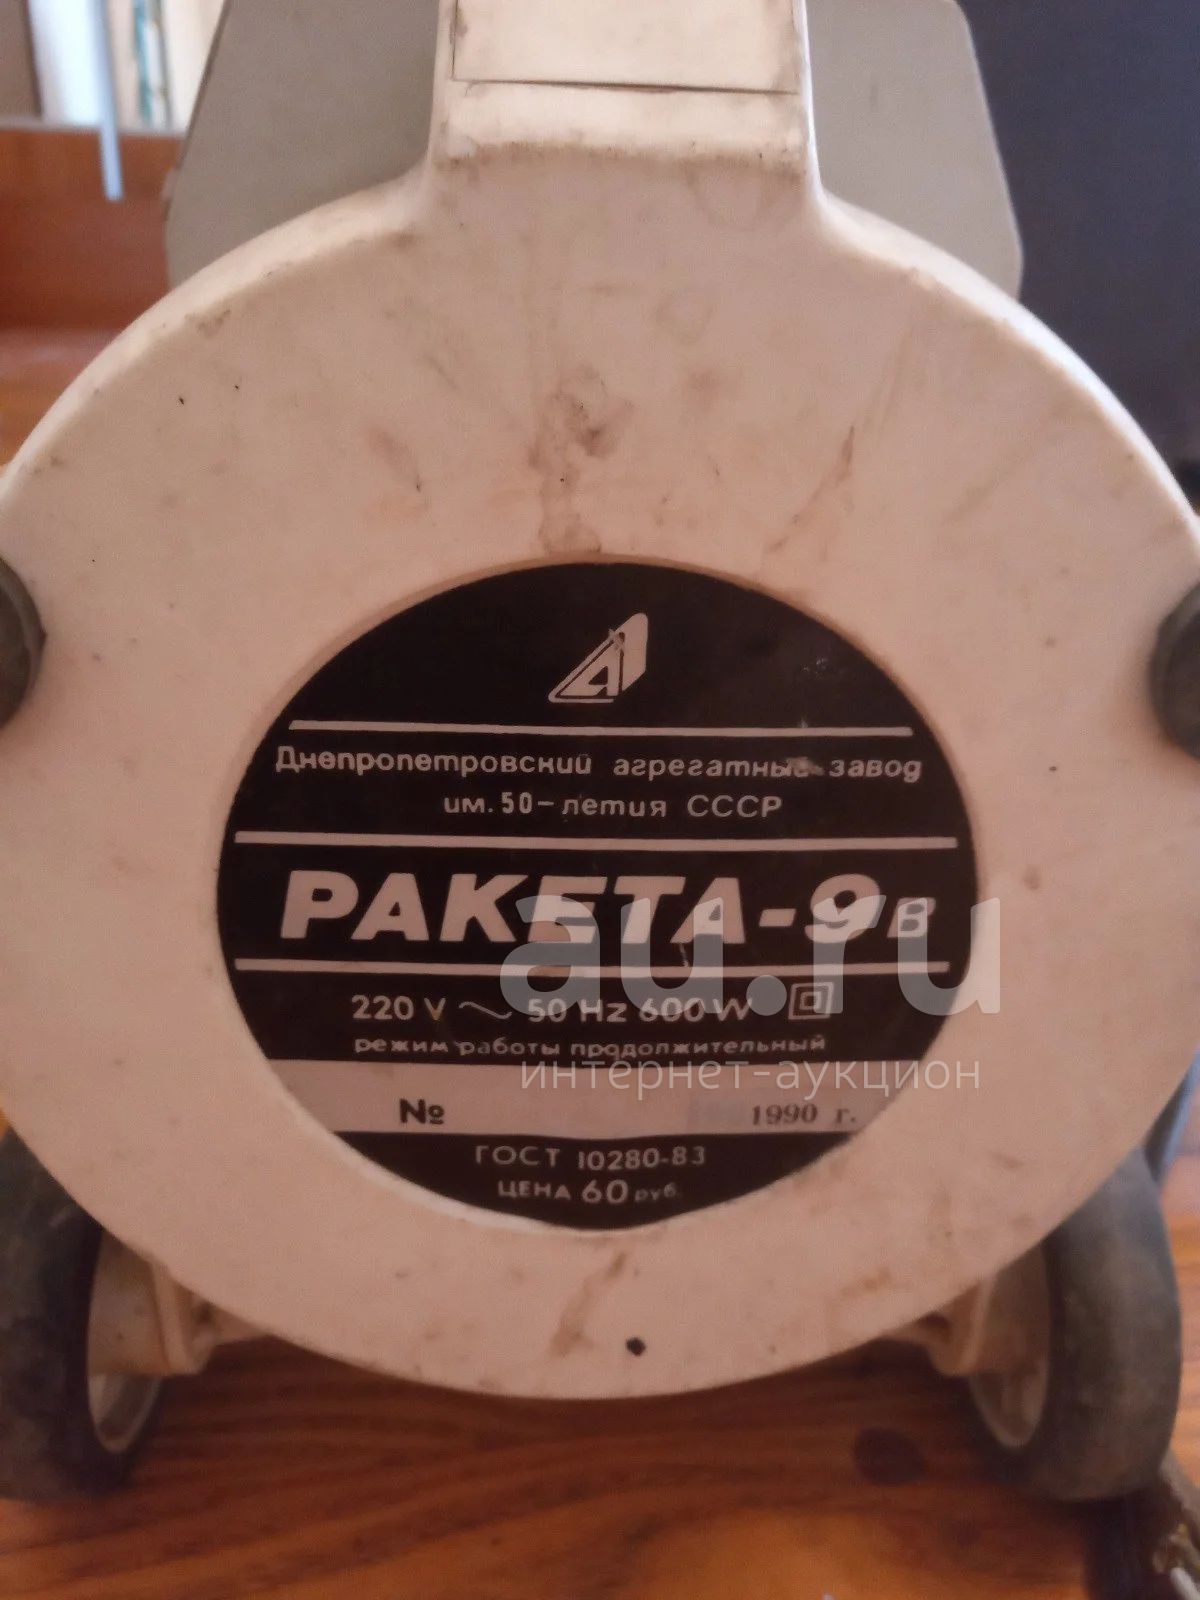 Днепропетровский агрегатный завод
им. 50-летия СССР
РАКЕТА-9в
220 V ~ 50 Hz 600 W
режим работы продолжительный
№ 1990 г.
ГОСТ 10280-83
ЦЕНА 60 руб.
au.ru
интернет-аукцион